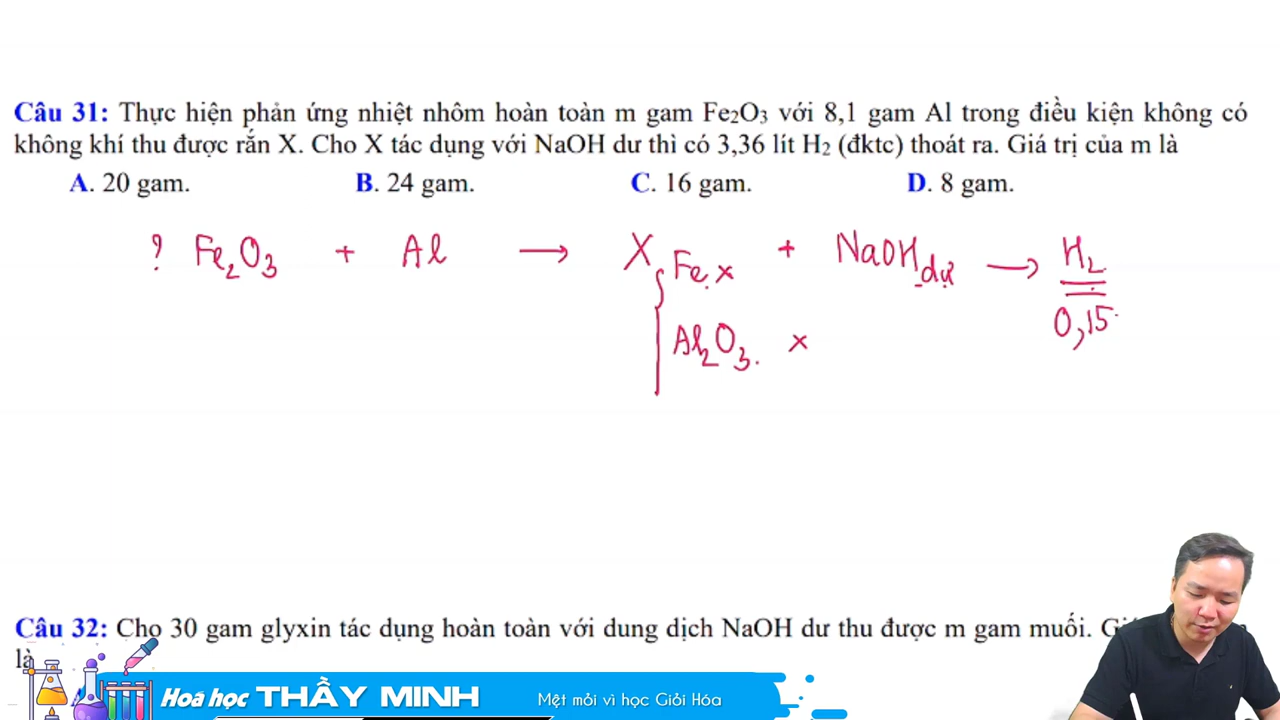 Câu 31: Thực hiện phản ứng nhiệt nhôm hoàn toàn m gam Fe2O3 với 8,1 gam Al trong điều kiện không có
không khí thu được rắn X. Cho X tác dụng với NaOH dư thì có 3,36 lít H2 (đktc) thoát ra. Giá trị của m là
A. 20 gam. B. 24 gam. C. 16 gam. D. 8 gam.
? Fe2O3 + Al → X { Fe x + NaOH dư → H2
Al2O3. x 0,15
Câu 32: Cho 30 gam glyxin tác dụng hoàn toàn với dung dịch NaOH dư thu được m gam muối.
là
Hoá học THẦY MINH Mệt mỏi vì học Giỏi Hóa